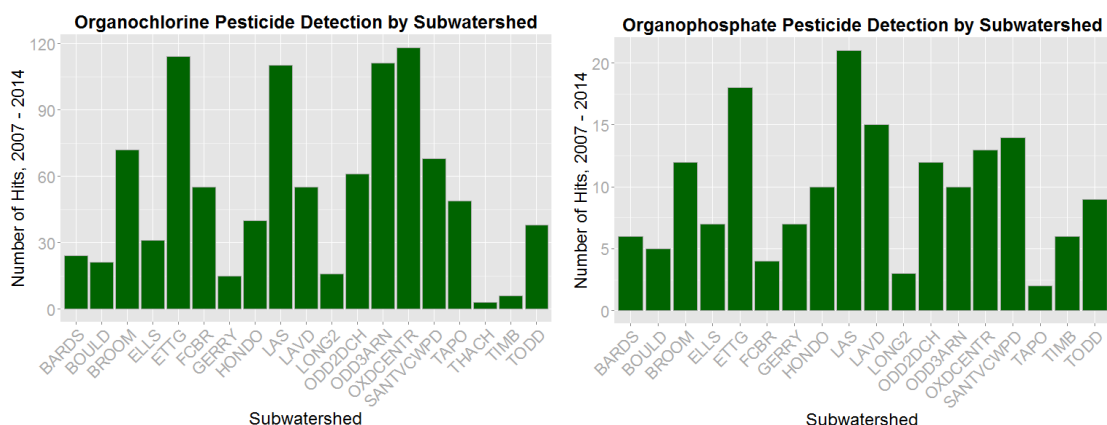 Organochlorine Pesticide Detection by Subwatershed
Number of Hits, 2007 - 2014
120
90
60
30
0
BARDS
BOULD
BROOM
ELLS
ETTG
FCBR
GERRY
HONDO
LAS
LAVD
LONG2
ODD2DCH
ODD3ARN
OXDCENTR
SANTVCWPD
TAPO
THACH
TIMB
TODD
Subwatershed
Organophosphate Pesticide Detection by Subwatershed
Number of Hits, 2007 - 2014
20
15
10
5
0
BARDS
BOULD
BROOM
ELLS
ETTG
FCBR
GERRY
HONDO
LAS
LAVD
LONG2
ODD2DCH
ODD3ARN
OXDCENTR
SANTVCWPD
TAPO
TIMB
TODD
Subwatershed